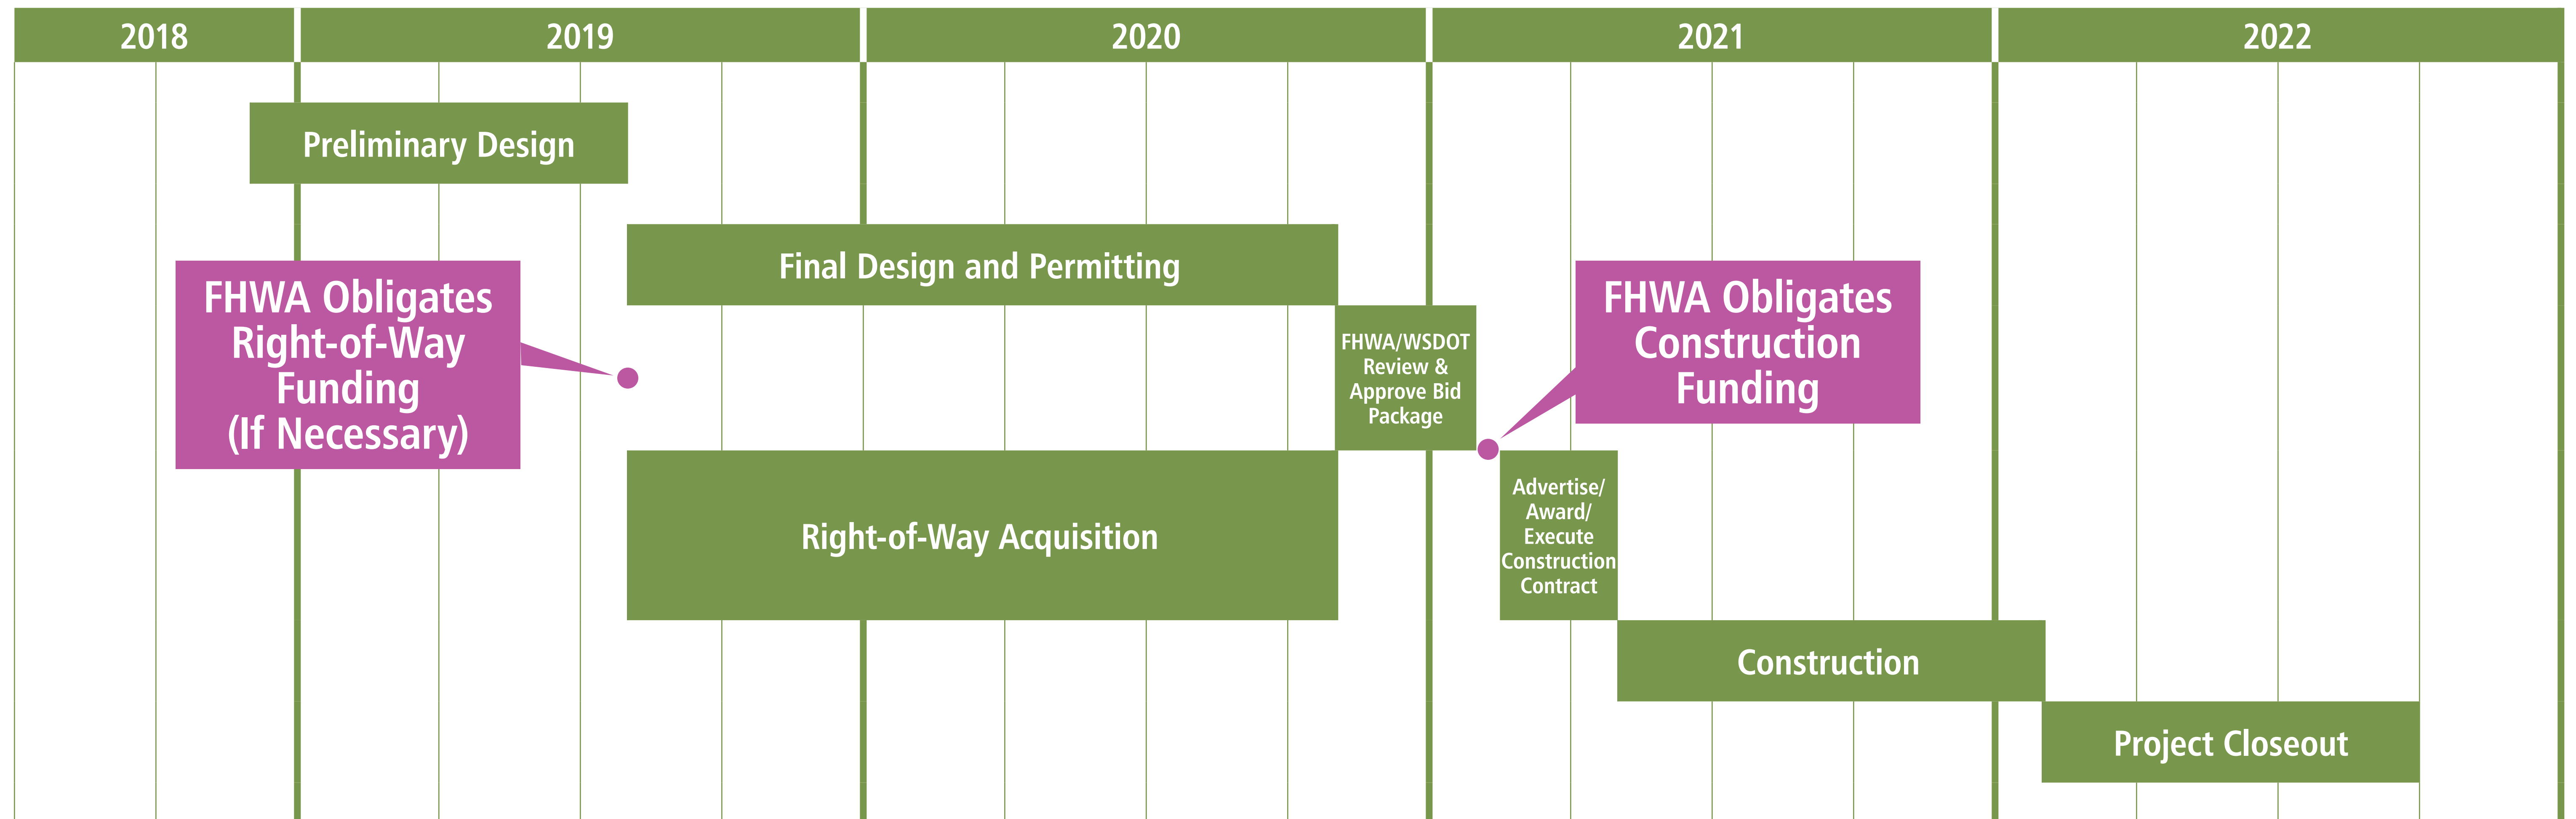 2018
2019
2020
2021
2022
Preliminary Design
Final Design and Permitting
FHWA Obligates
Right-of-Way
Funding
(If Necessary)
FHWA/WSDOT
Review &
Approve Bid
Package
FHWA Obligates
Construction
Funding
Right-of-Way Acquisition
Advertise/
Award/
Execute
Construction
Contract
Construction
Project Closeout